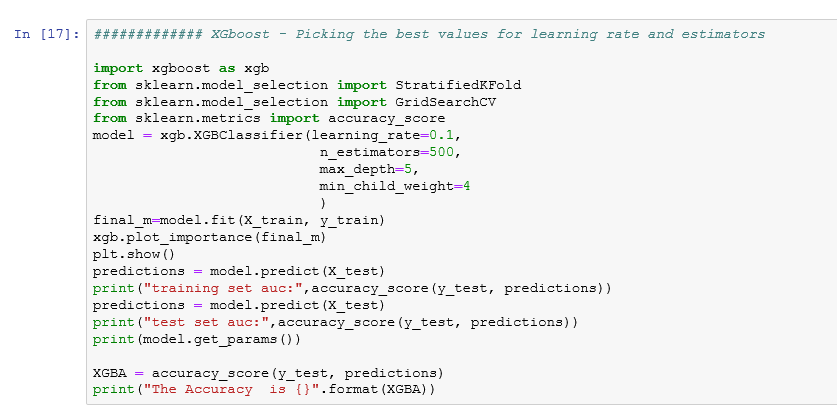 In [17]: ############# XGboost - Picking the best values for learning rate and estimators
import xgboost as xgb
from sklearn.model_selection import StratifiedKFold
from sklearn.model_selection import GridSearchCV
from sklearn.metrics import accuracy_score
model = xgb.XGBClassifier(learning_rate=0.1,
n_estimators=500,
max_depth=5,
min_child_weight=4
)
final_m=model.fit(X_train, y_train)
xgb.plot_importance(final_m)
plt.show()
predictions = model.predict(X_test)
print("training set auc:",accuracy_score(y_test, predictions))
predictions = model.predict(X_test)
print("test set auc:",accuracy_score(y_test, predictions))
print(model.get_params())
XGBA = accuracy_score(y_test, predictions)
print("The Accuracy  is {}".format(XGBA))